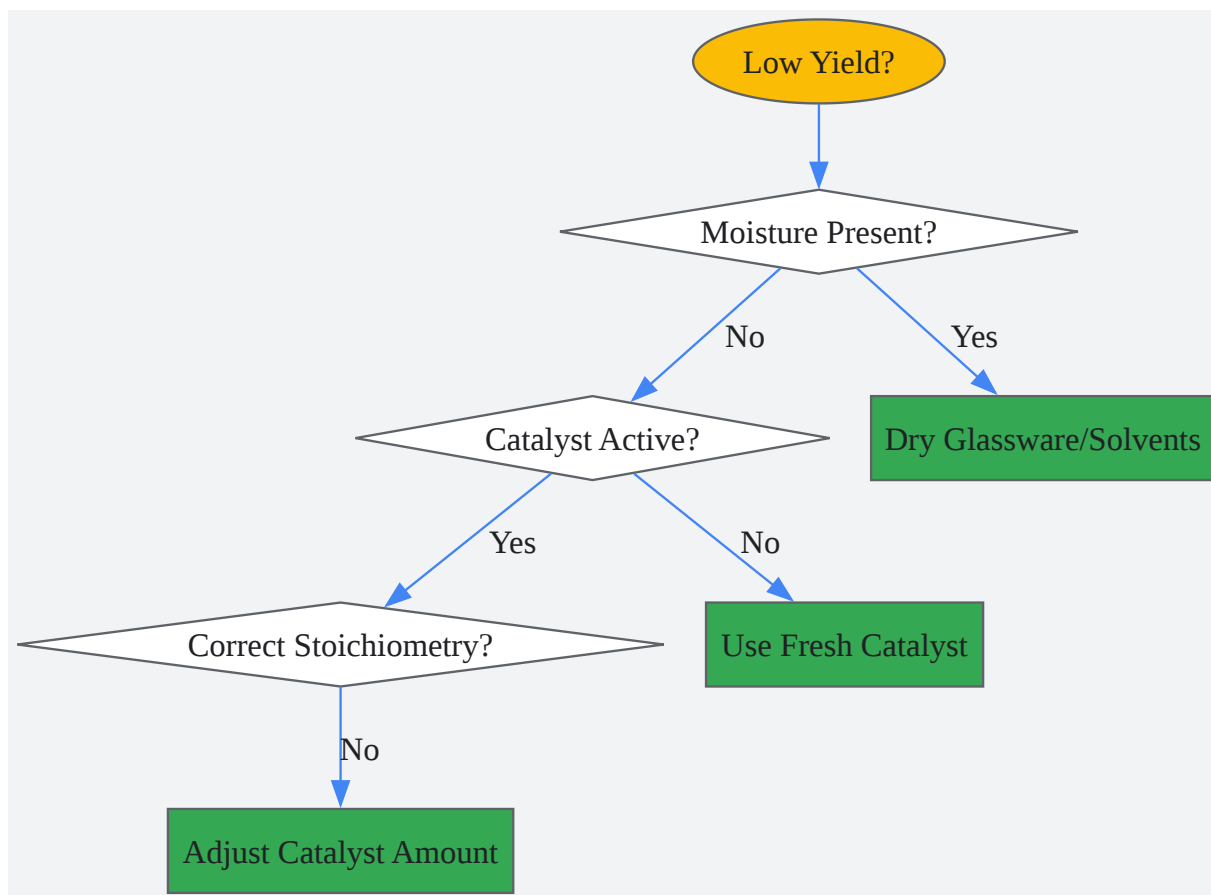 Low Yield?
Moisture Present?
No
Yes
Catalyst Active?
Dry Glassware/Solvents
Yes
No
Correct Stoichiometry?
Use Fresh Catalyst
No
Adjust Catalyst Amount